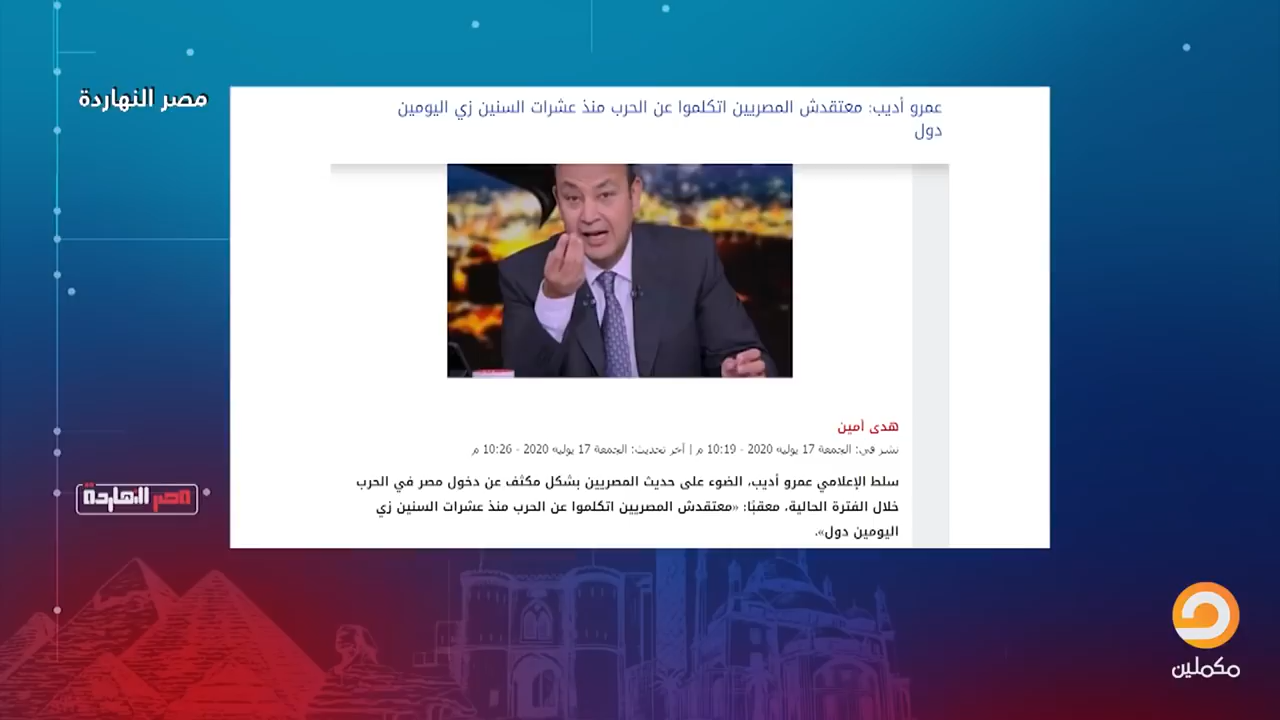 مصر النهاردة
عمرو أديب: معتقدش المصريين اتكلموا عن الحرب منذ عشرات السنين زي اليومين
دول
هدى أمين
نشر في: الجمعة 17 يوليه 2020 - 10:19 م | آخر تحديث: الجمعة 17 يوليه 2020 - 10:26 م
سلط الإعلامي عمرو أديب، الضوء على حديث المصريين بشكل مكثف عن دخول مصر في الحرب
خلال الفترة الحالية، معقبًا: «معتقدش المصريين اتكلموا عن الحرب منذ عشرات السنين زي
اليومين دول».
مصر النهاردة
مكملين